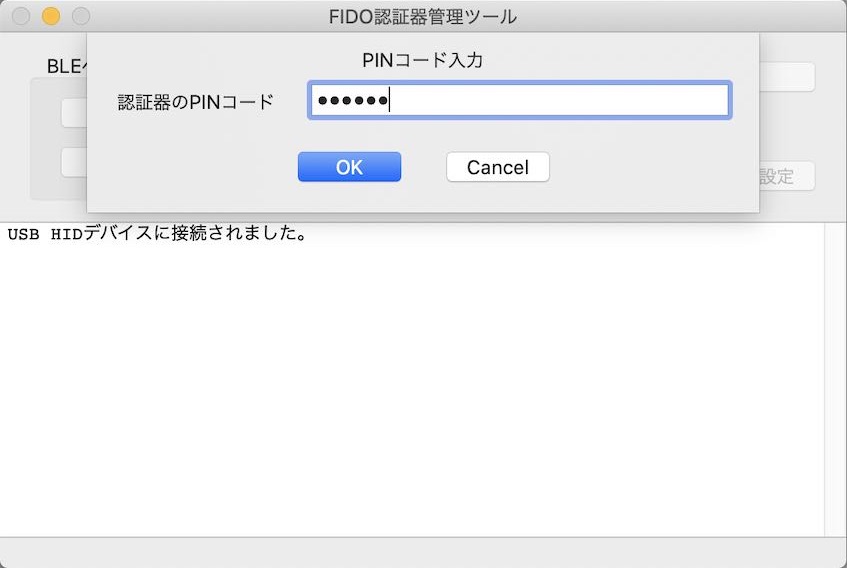 FIDO認証器管理ツール
PINコード入力
BLE
認証器のPINコード
●●●●●●
OK
Cancel
設定
USB HIDデバイスに接続されました。